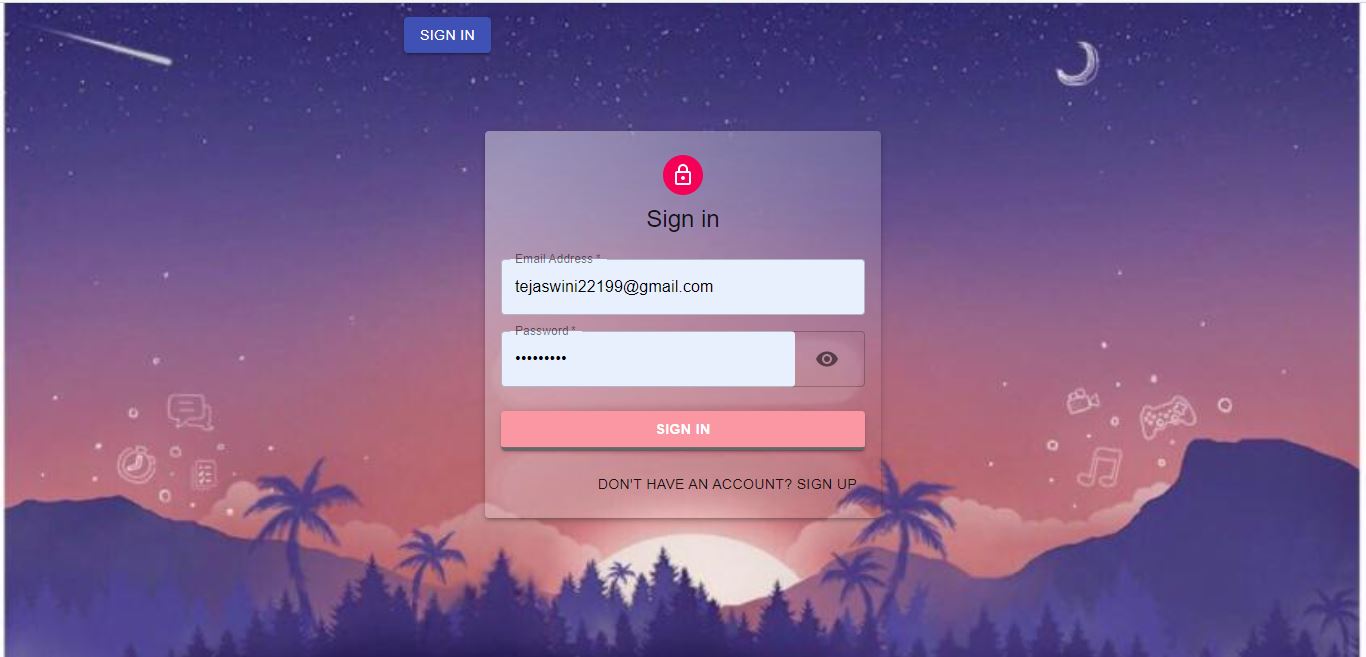 SIGN IN
Sign in
Email Address *
tejaswini22199@gmail.com
Password *
•••••••••
SIGN IN
DON'T HAVE AN ACCOUNT? SIGN UP